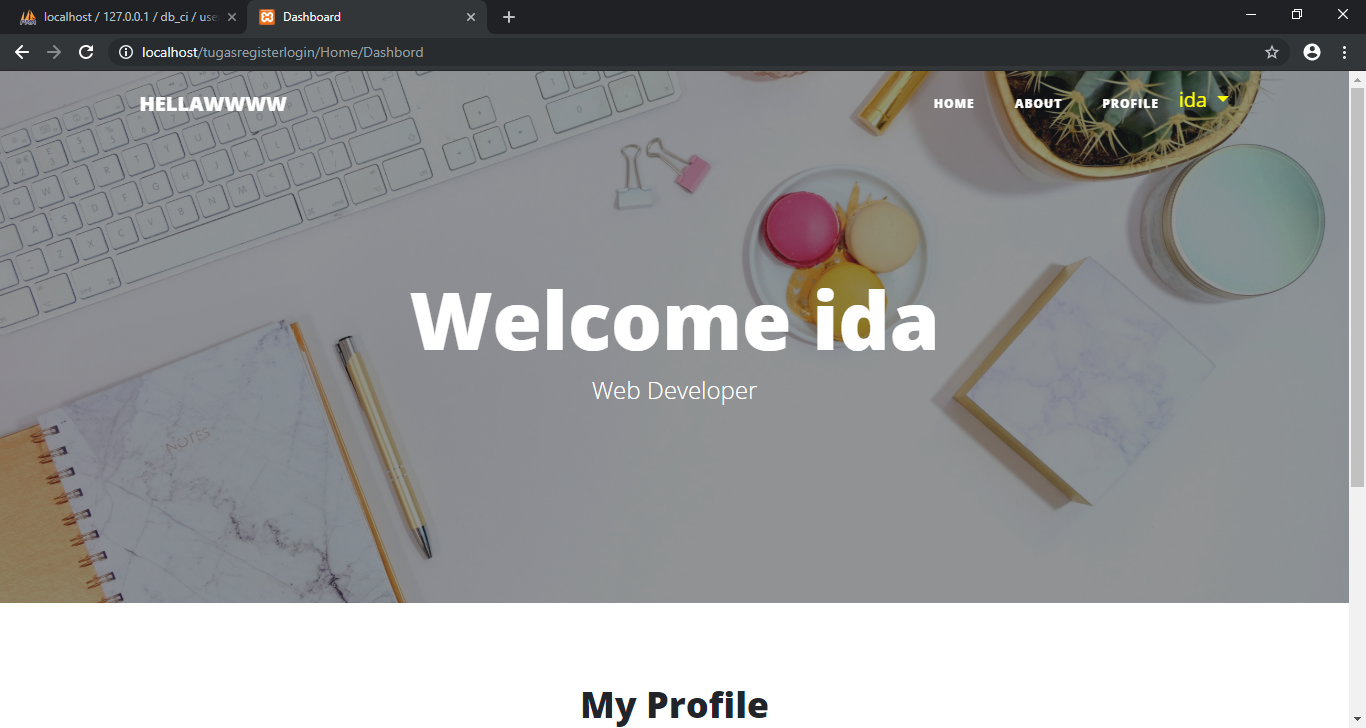 localhost / 127.0.0.1 / db_ci / use
Dashboard
localhost/tugasregisterlogin/Home/Dashbord
HELLAWWWW
HOME
ABOUT
PROFILE
ida
Welcome ida
Web Developer
NOTES
My Profile